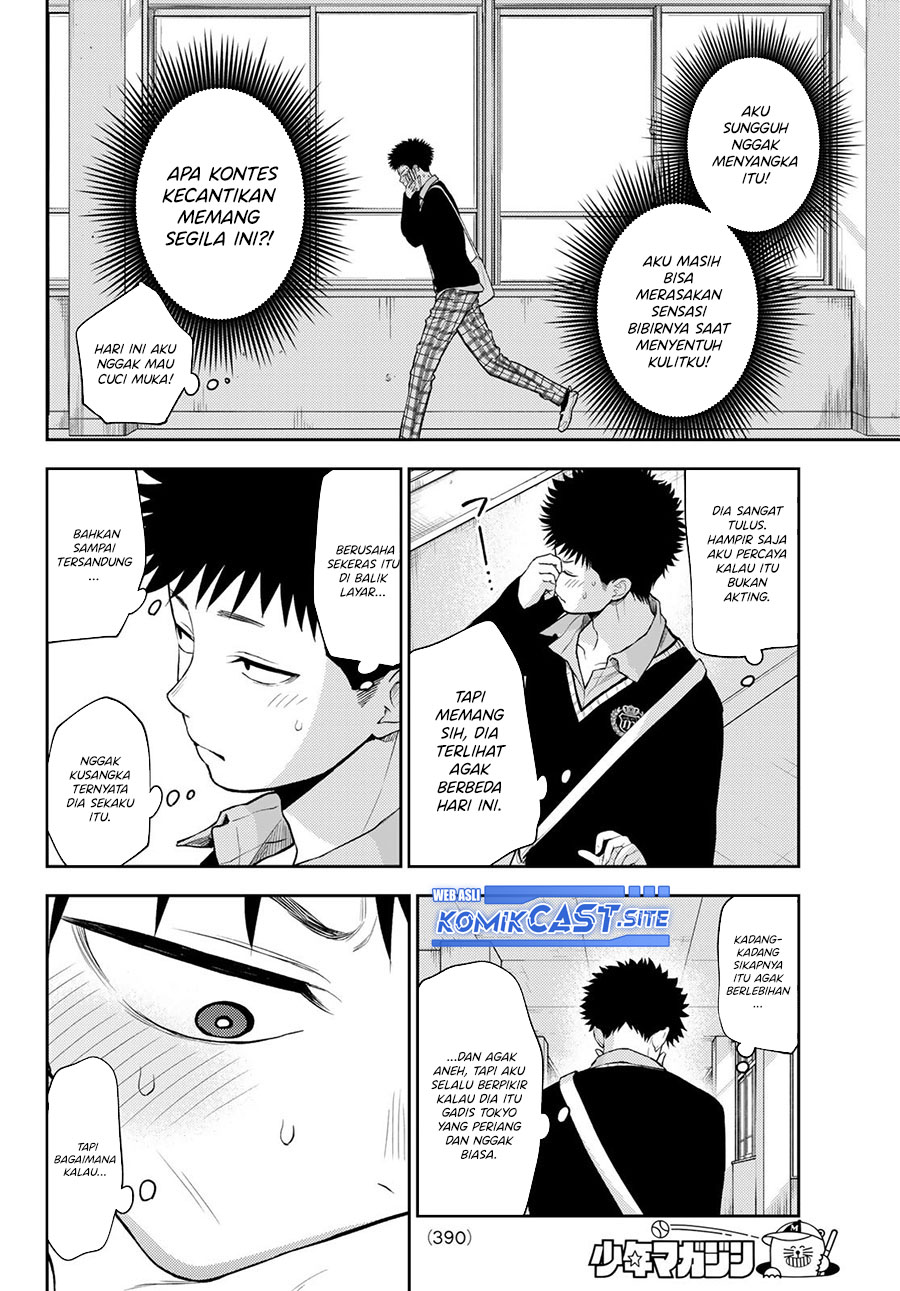 AKU
SUNGGUH
NGGAK
MENYANGKA
ITU!
AKU MASIH
BISA
MERASAKAN
SENSASI
BIBIRNYA SAAT
MENYENTUH
KULITKU!
APA KONTES
KECANTIKAN
MEMANG
SEGILA INI?!
HARI INI AKU
NGGAK MAU
CUCI MUKA!
DIA SANGAT
TULUS.
HAMPIR SAJA
AKU PERCAYA
KALAU ITU
BUKAN
AKTING.
TAPI
MEMANG
SIH, DIA
TERLIHAT
AGAK
BERBEDA
HARI INI.
BERUSAHA
SEKERAS ITU
DI BALIK
LAYAR...
BAHKAN
SAMPAI
TERSANDUNG
...
NGGAK
KUSANGKA
TERNYATA
DIA SEKAKU
ITU.
WEB ASLI
KOMIKCAST.SITE
KADANG-
KADANG
SIKAPNYA
ITU AGAK
BERLEBIHAN
...
...DAN AGAK
ANEH, TAPI AKU
SELALU BERPIKIR
KALAU DIA ITU
GADIS TOKYO
YANG PERIANG
DAN NGGAK
BIASA.
TAPI
BAGAIMANA
KALAU...
(390)
少年マガジン
M